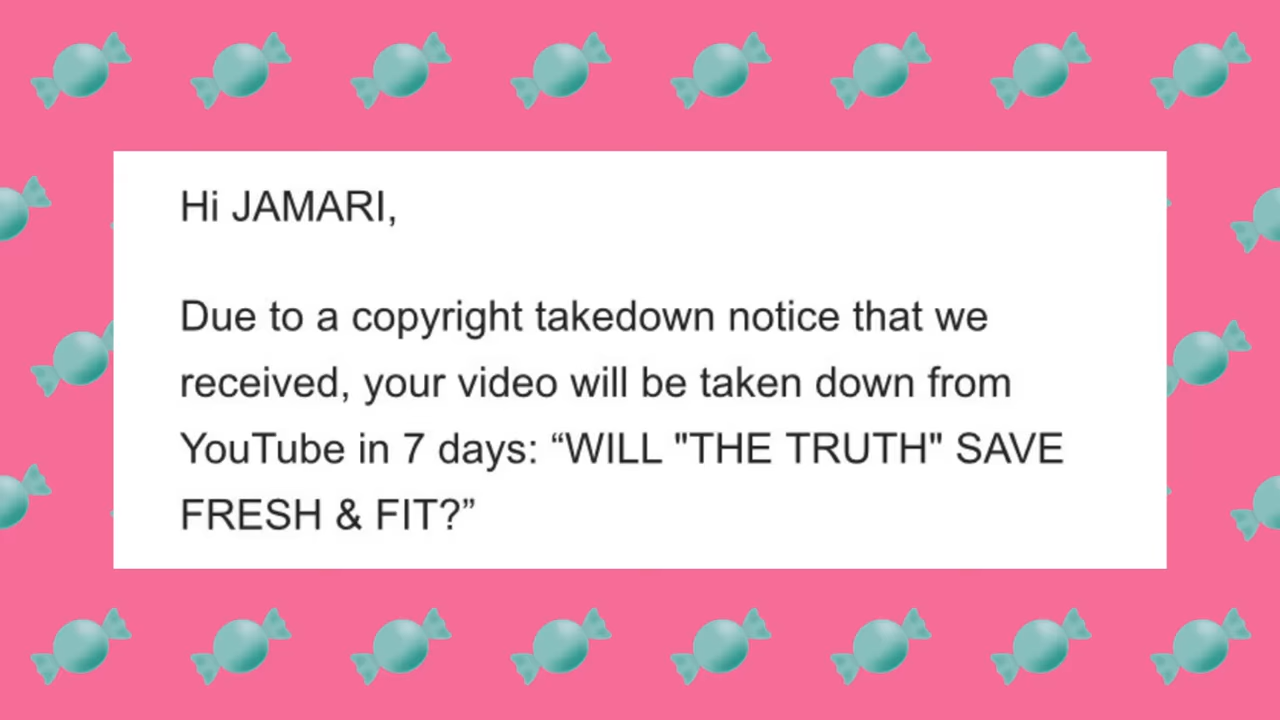 Hi JAMARI,
Due to a copyright takedown notice that we
received, your video will be taken down from
YouTube in 7 days: “WILL "THE TRUTH" SAVE
FRESH & FIT?”